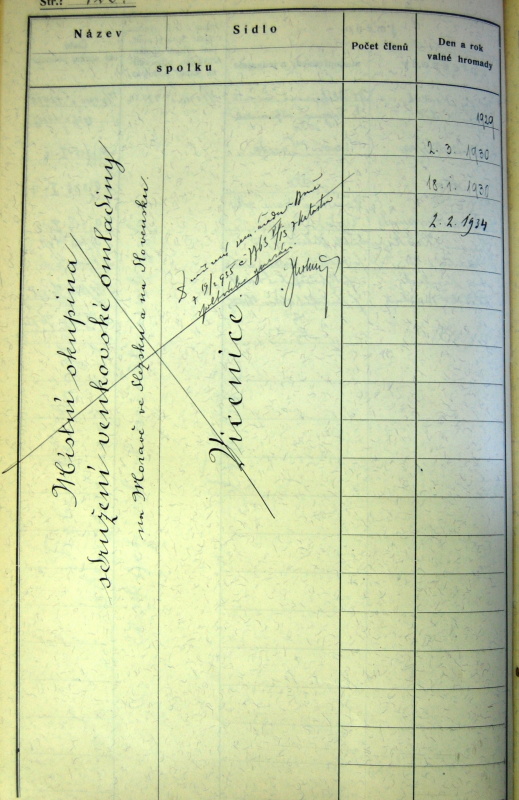 Str.:
Název
Sídlo
spolku
Počet členů
Den a rok
valné hromady
1929
2. 3. 1930
18. 1. 1931
2. 2. 1934
Místní skupina
sdružení venkovské omladiny
na Moravě ve Slezsku a na Slovensku
Vícenice